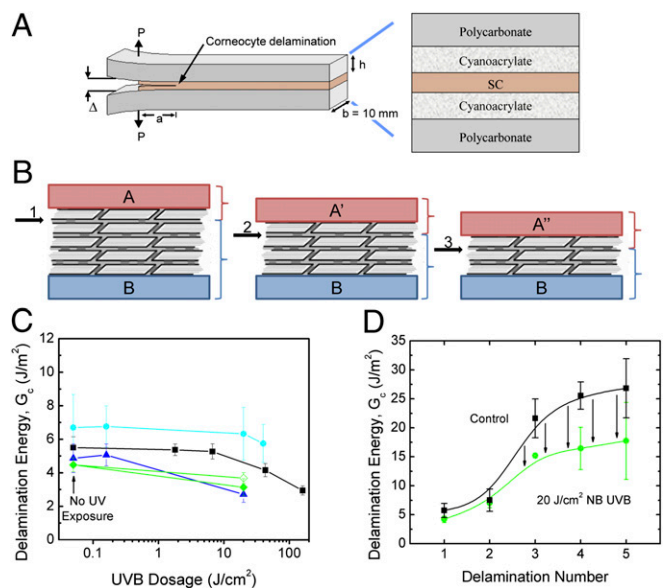 A
P
Corneocyte delamination
h
Δ
a
b = 10 mm
P
Polycarbonate
Cyanoacrylate
SC
Cyanoacrylate
Polycarbonate
B
1
A
B
2
A'
B
3
A''
B
C
Delamination Energy, G_c (J/m²)
12
10
8
6
4
2
0
No UV
Exposure
0.1
1
10
100
UVB Dosage (J/cm²)
D
Delamination Energy, G_c (J/m²)
35
30
25
20
15
10
5
0
Control
20 J/cm² NB UVB
1
2
3
4
5
Delamination Number